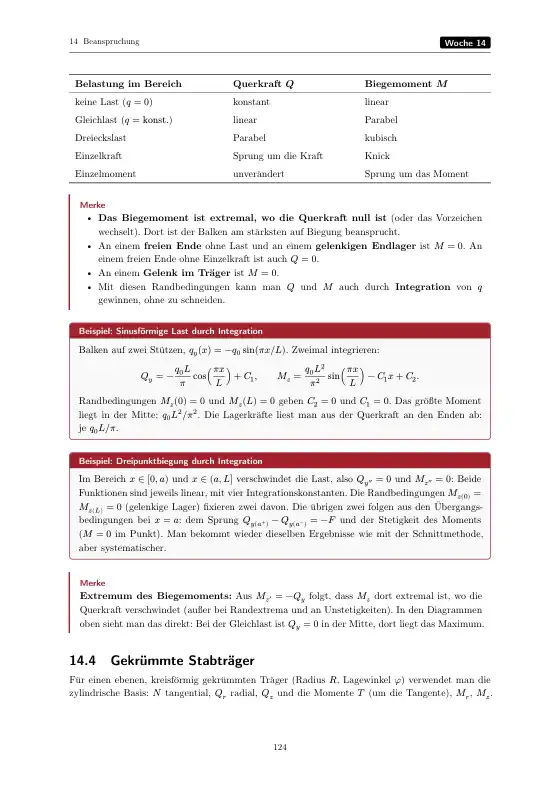 14 Beanspruchung
Woche 14
Belastung im Bereich Querkraft Q Biegemoment M
keine Last (q = 0) konstant linear
Gleichlast (q = konst.) linear Parabel
Dreieckslast Parabel kubisch
Einzelkraft Sprung um die Kraft Knick
Einzelmoment unverändert Sprung um das Moment
Merke
• Das Biegemoment ist extremal, wo die Querkraft null ist (oder das Vorzeichen
wechselt). Dort ist der Balken am stärksten auf Biegung beansprucht.
• An einem freien Ende ohne Last und an einem gelenkigen Endlager ist M = 0. An
einem freien Ende ohne Einzelkraft ist auch Q = 0.
• An einem Gelenk im Träger ist M = 0.
• Mit diesen Randbedingungen kann man Q und M auch durch Integration von q
gewinnen, ohne zu schneiden.
Beispiel: Sinusförmige Last durch Integration
Balken auf zwei Stützen, q_y(x) = −q_0 sin(πx/L). Zweimal integrieren:
Q_y = −(q_0 L/π) cos(πx/L) + C_1, M_z = (q_0 L²/π²) sin(πx/L) − C_1 x + C_2.
Randbedingungen M_z(0) = 0 und M_z(L) = 0 geben C_2 = 0 und C_1 = 0. Das größte Moment
liegt in der Mitte: q_0 L²/π². Die Lagerkräfte liest man aus der Querkraft an den Enden ab:
je q_0 L/π.
Beispiel: Dreipunktbiegung durch Integration
Im Bereich x ∈ [0, a) und x ∈ (a, L] verschwindet die Last, also Q_y'' = 0 und M_z'' = 0: Beide
Funktionen sind jeweils linear, mit vier Integrationskonstanten. Die Randbedingungen M_z(0) =
M_z(L) = 0 (gelenkige Lager) fixieren zwei davon. Die übrigen zwei folgen aus den Übergangs-
bedingungen bei x = a: dem Sprung Q_y(a⁺) − Q_y(a⁻) = −F und der Stetigkeit des Moments
(M = 0 im Punkt). Man bekommt wieder dieselben Ergebnisse wie mit der Schnittmethode,
aber systematischer.
Merke
Extremum des Biegemoments: Aus M_z' = −Q_y folgt, dass M_z dort extremal ist, wo die
Querkraft verschwindet (außer bei Randextrema und an Unstetigkeiten). In den Diagrammen
oben sieht man das direkt: Bei der Gleichlast ist Q_y = 0 in der Mitte, dort liegt das Maximum.
14.4 Gekrümmte Stabträger
Für einen ebenen, kreisförmig gekrümmten Träger (Radius R, Lagewinkel φ) verwendet man die
zylindrische Basis: N tangential, Q_r radial, Q_z und die Momente T (um die Tangente), M_r, M_z.
124